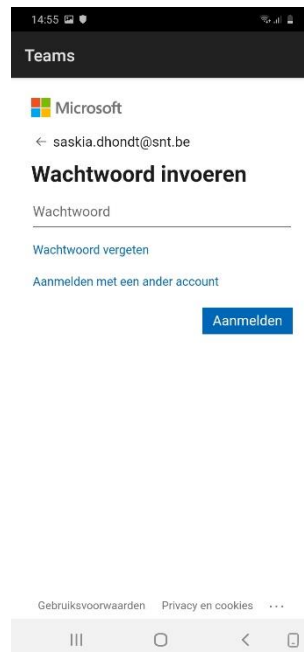 14:55
Teams
Microsoft
← saskia.dhondt@snt.be
Wachtwoord invoeren
Wachtwoord
Wachtwoord vergeten
Aanmelden met een ander account
Aanmelden
Gebruiksvoorwaarden Privacy en cookies ...